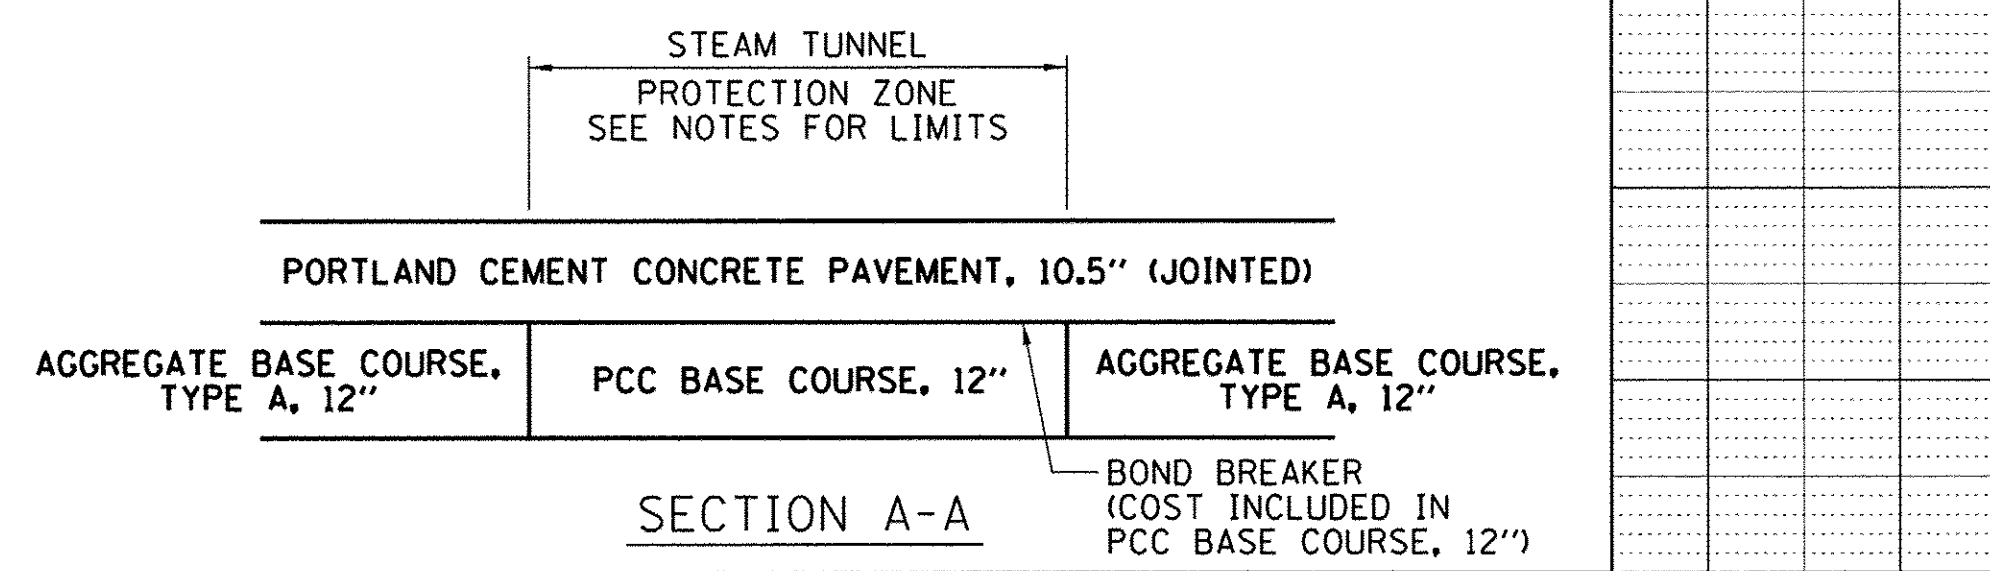 STEAM TUNNEL
PROTECTION ZONE
SEE NOTES FOR LIMITS
PORTLAND CEMENT CONCRETE PAVEMENT, 10.5" (JOINTED)
AGGREGATE BASE COURSE,
TYPE A, 12"
PCC BASE COURSE, 12"
AGGREGATE BASE COURSE,
TYPE A, 12"
BOND BREAKER
(COST INCLUDED IN
PCC BASE COURSE, 12")
SECTION A-A